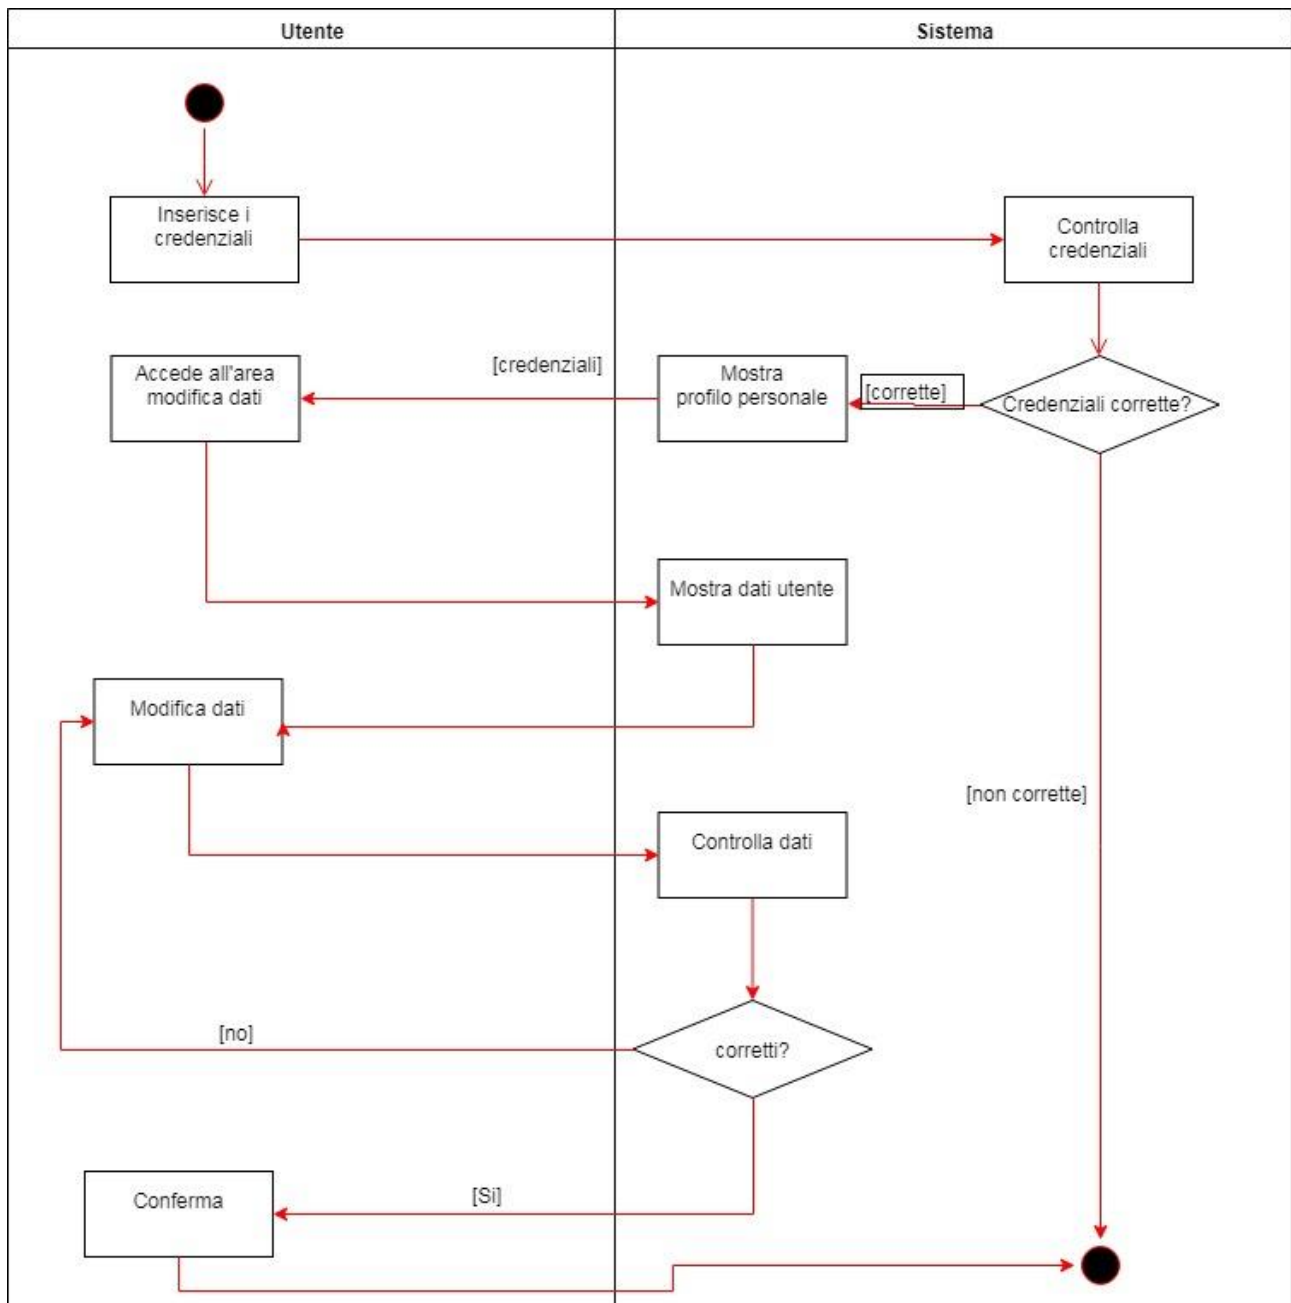 Utente
Sistema
Inserisce i
credenziali
Controlla
credenziali
Accede all'area
modifica dati
[credenziali]
Mostra
profilo personale
[corrette]
Credenziali corrette?
Mostra dati utente
Modifica dati
[non corrette]
Controlla dati
[no]
corretti?
Conferma
[Si]